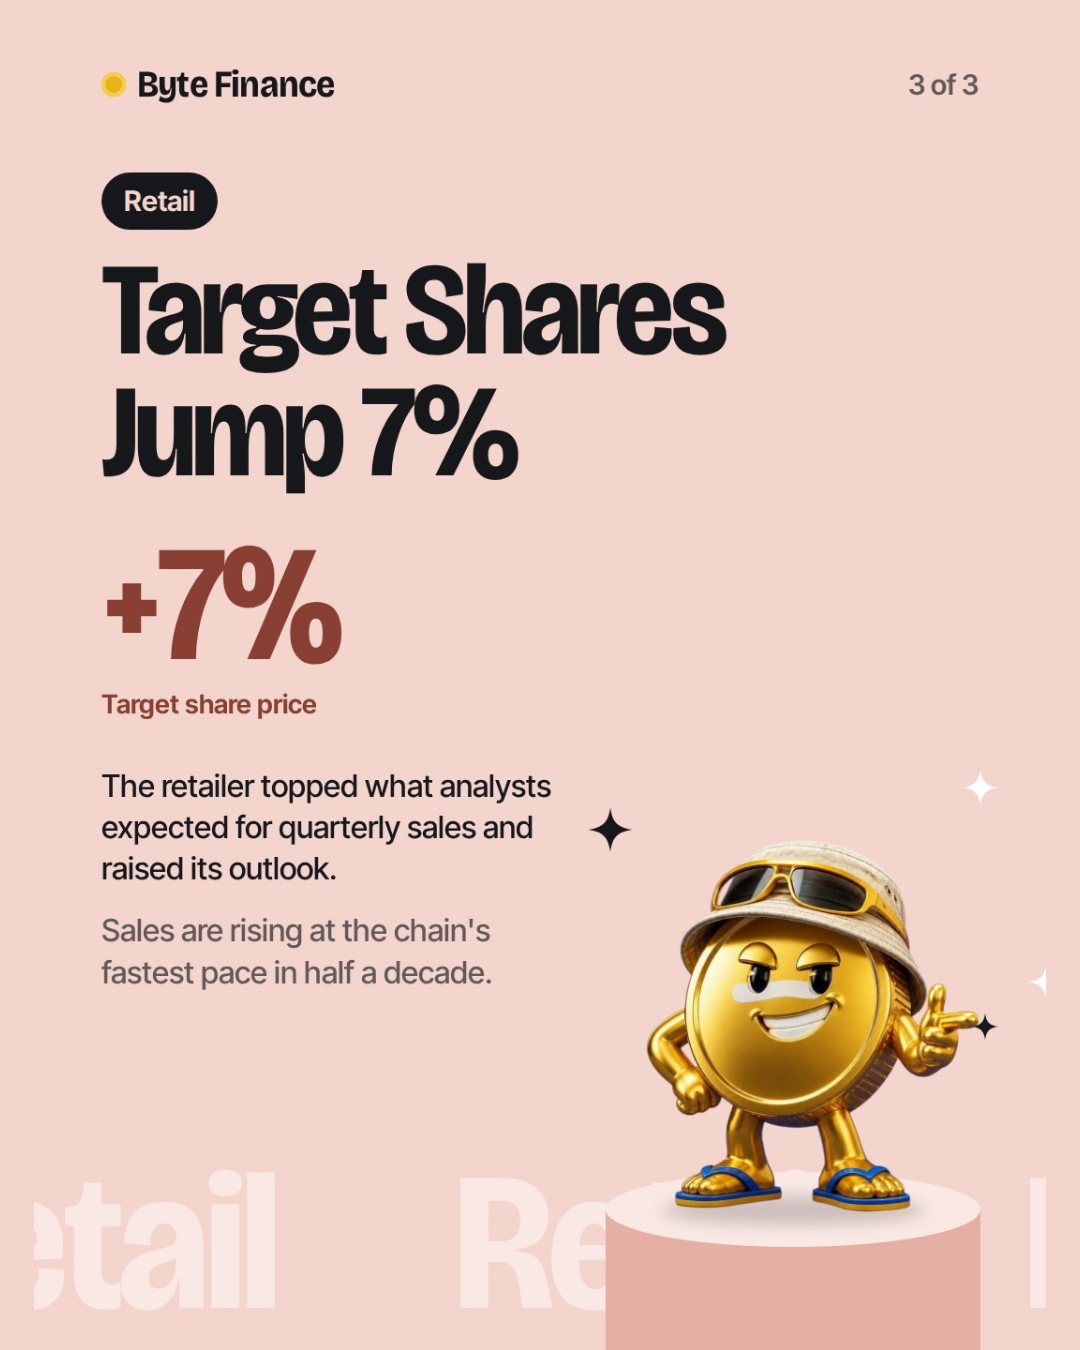 Byte Finance
3 of 3
Retail
Target Shares
Jump 7%
+7%
Target share price
The retailer topped what analysts
expected for quarterly sales and
raised its outlook.
Sales are rising at the chain's
fastest pace in half a decade.
etail Re